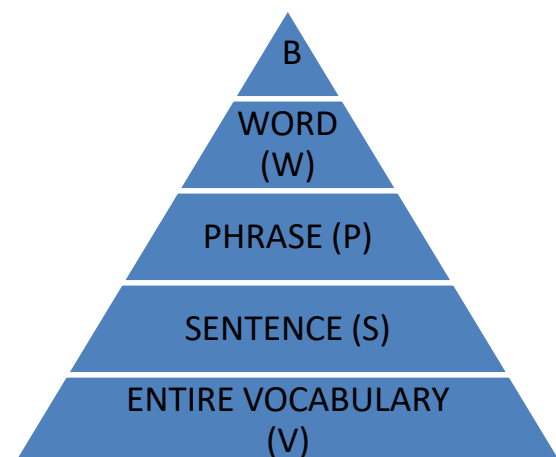 B
WORD
(W)
PHRASE (P)
SENTENCE (S)
ENTIRE VOCABULARY
(V)